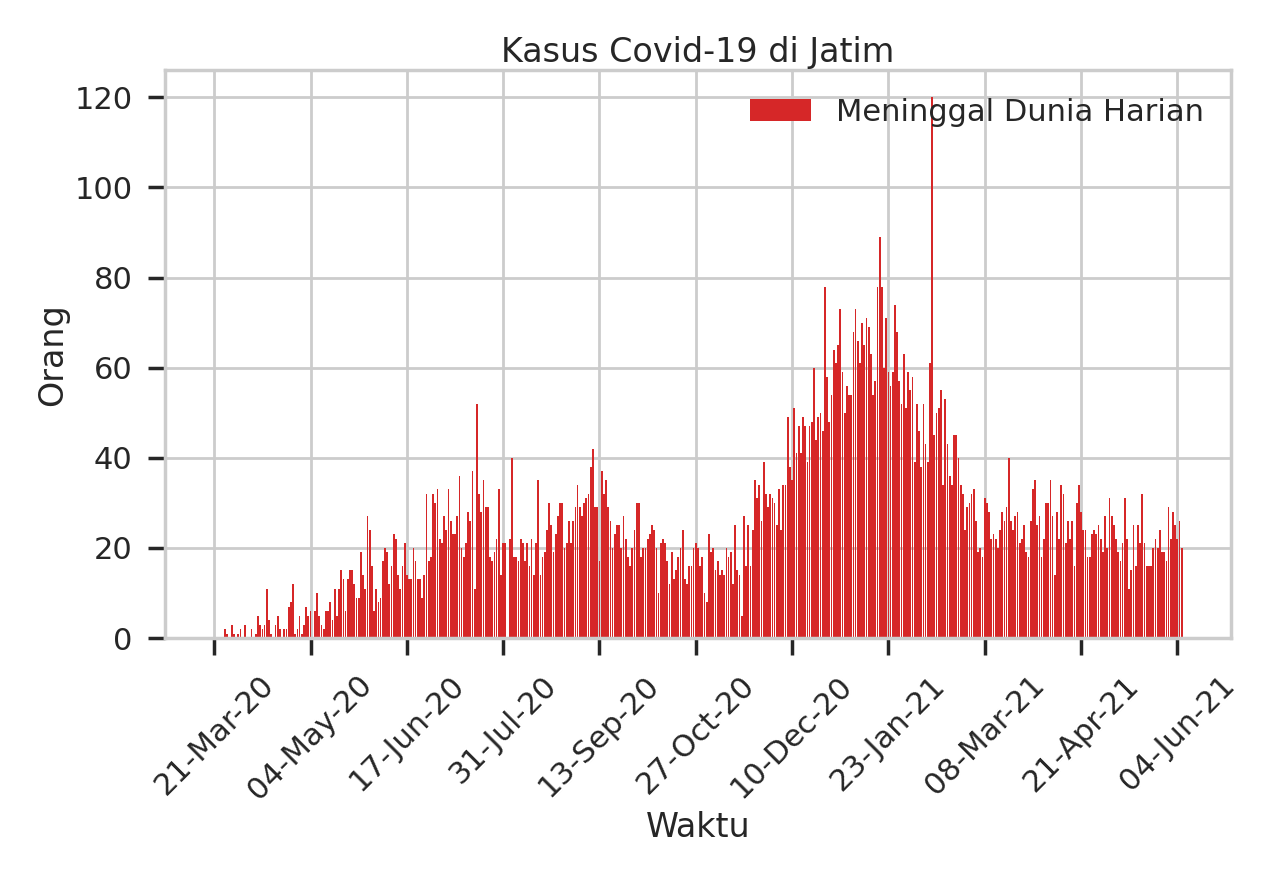 Kasus Covid-19 di Jatim
Meninggal Dunia Harian
Orang
120
100
80
60
40
20
0
21-Mar-20
04-May-20
17-Jun-20
31-Jul-20
13-Sep-20
27-Oct-20
10-Dec-20
23-Jan-21
08-Mar-21
21-Apr-21
04-Jun-21
Waktu